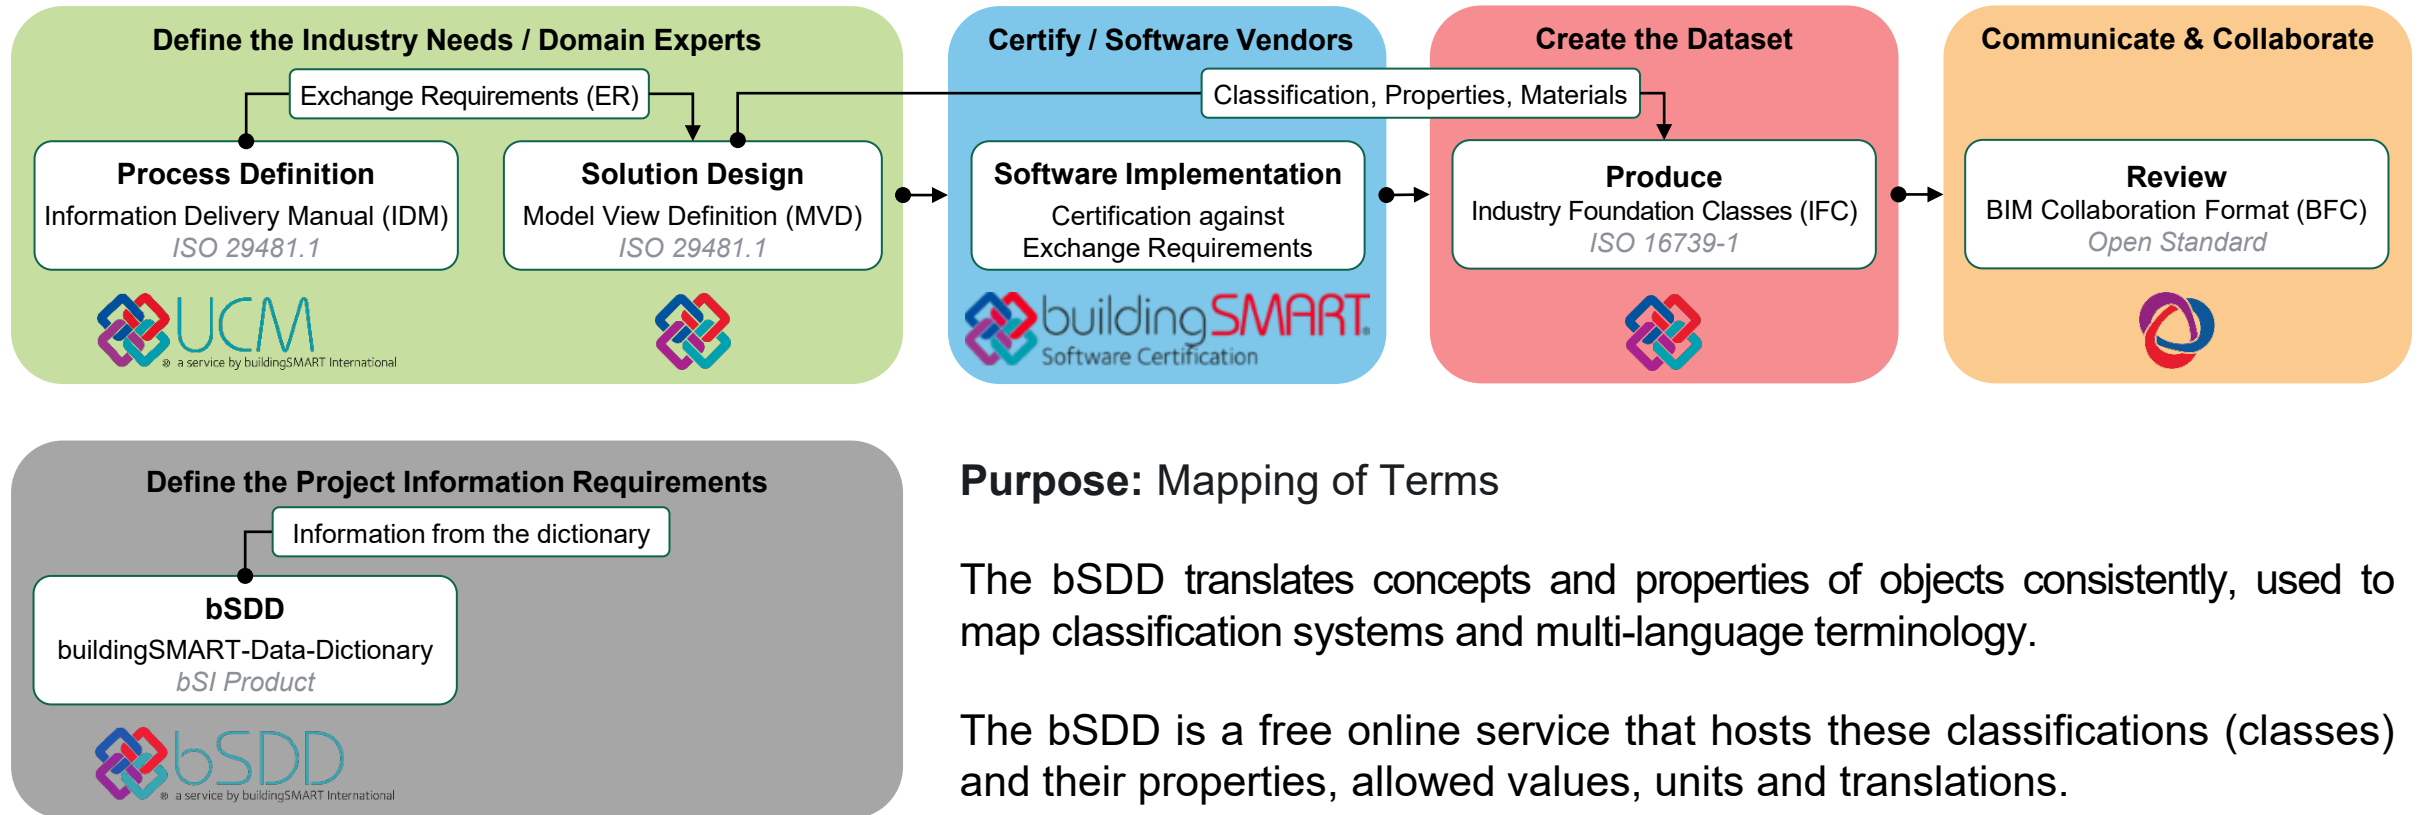 Define the Industry Needs / Domain Experts
Exchange Requirements (ER)
Process Definition
Information Delivery Manual (IDM)
ISO 29481.1
Solution Design
Model View Definition (MVD)
ISO 29481.1
UCM
® a service by buildingSMART International
Certify / Software Vendors
Classification, Properties, Materials
Software Implementation
Certification against
Exchange Requirements
buildingSMART®
Software Certification
Create the Dataset
Produce
Industry Foundation Classes (IFC)
ISO 16739-1
Communicate & Collaborate
Review
BIM Collaboration Format (BFC)
Open Standard
Define the Project Information Requirements
Information from the dictionary
bSDD
buildingSMART-Data-Dictionary
bSI Product
bSDD
® a service by buildingSMART International
Purpose: Mapping of Terms
The bSDD translates concepts and properties of objects consistently, used to
map classification systems and multi-language terminology.
The bSDD is a free online service that hosts these classifications (classes)
and their properties, allowed values, units and translations.